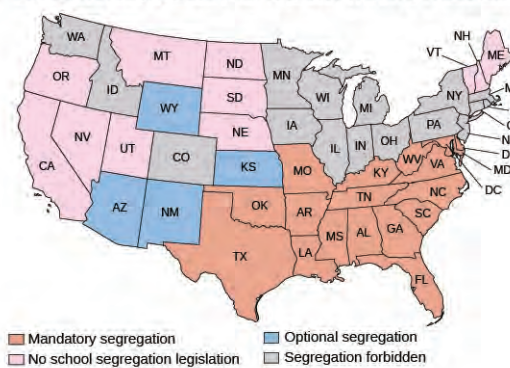 WA
MT
ND
MN
VT
NH
ME
OR
ID
SD
WI
MI
NY
WY
NE
IA
PA
NV
UT
CO
IL
IN
OH
CA
KS
MO
WV
VA
KY
MD
DC
AZ
NM
OK
AR
TN
NC
SC
TX
LA
MS
AL
GA
FL
Mandatory segregation
Optional segregation
No school segregation legislation
Segregation forbidden